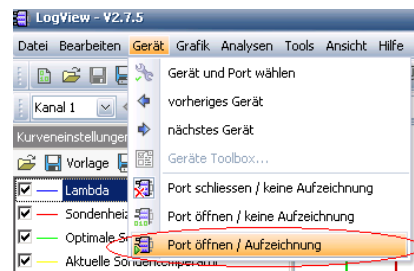 LogView - V2.7.5
Datei Bearbeiten Gerät Grafik Analysen Tools Ansicht Hilfe
Gerät und Port wählen
Kanal 1
vorheriges Gerät
Kurveneinstellungen
nächstes Gerät
Vorlage
Geräte Toolbox...
Lambda
Port schliessen / keine Aufzeichnung
Port öffnen / keine Aufzeichnung
Optimale
Port öffnen / Aufzeichnung
Aktuelle Sondentemperatur